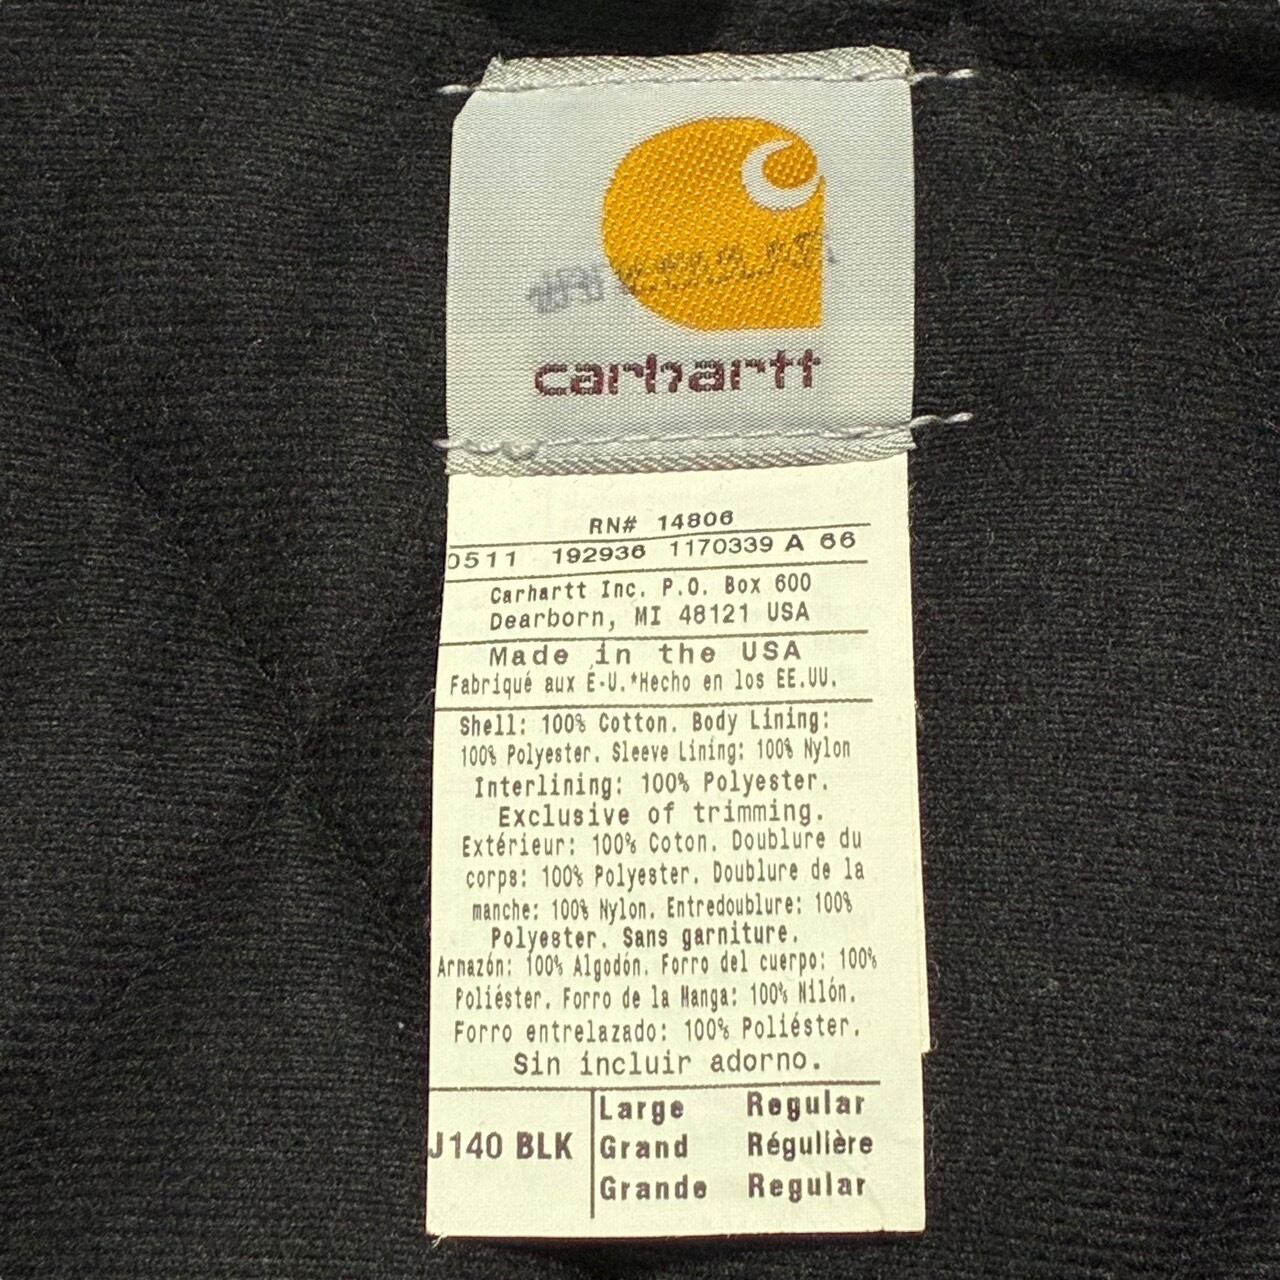 carhartt
RN# 14806
0511 192936 1170339 A 66
Carhartt Inc. P.O. Box 600
Dearborn, MI 48121 USA
Made in the USA
Fabriqué aux É-U.*Hecho en los EE.UU.
Shell: 100% Cotton. Body Lining:
100% Polyester. Sleeve Lining: 100% Nylon
Interlining: 100% Polyester.
Exclusive of trimming.
Extérieur: 100% Coton. Doublure du
corps: 100% Polyester. Doublure de la
manche: 100% Nylon. Entredoublure: 100%
Polyester. Sans garniture.
Armazón: 100% Algodón. Forro del cuerpo: 100%
Poliéster. Forro de la Manga: 100% Nilón.
Forro entrelazado: 100% Poliéster.
Sin incluir adorno.
J140 BLK
Large Regular
Grand Régulière
Grande Regular